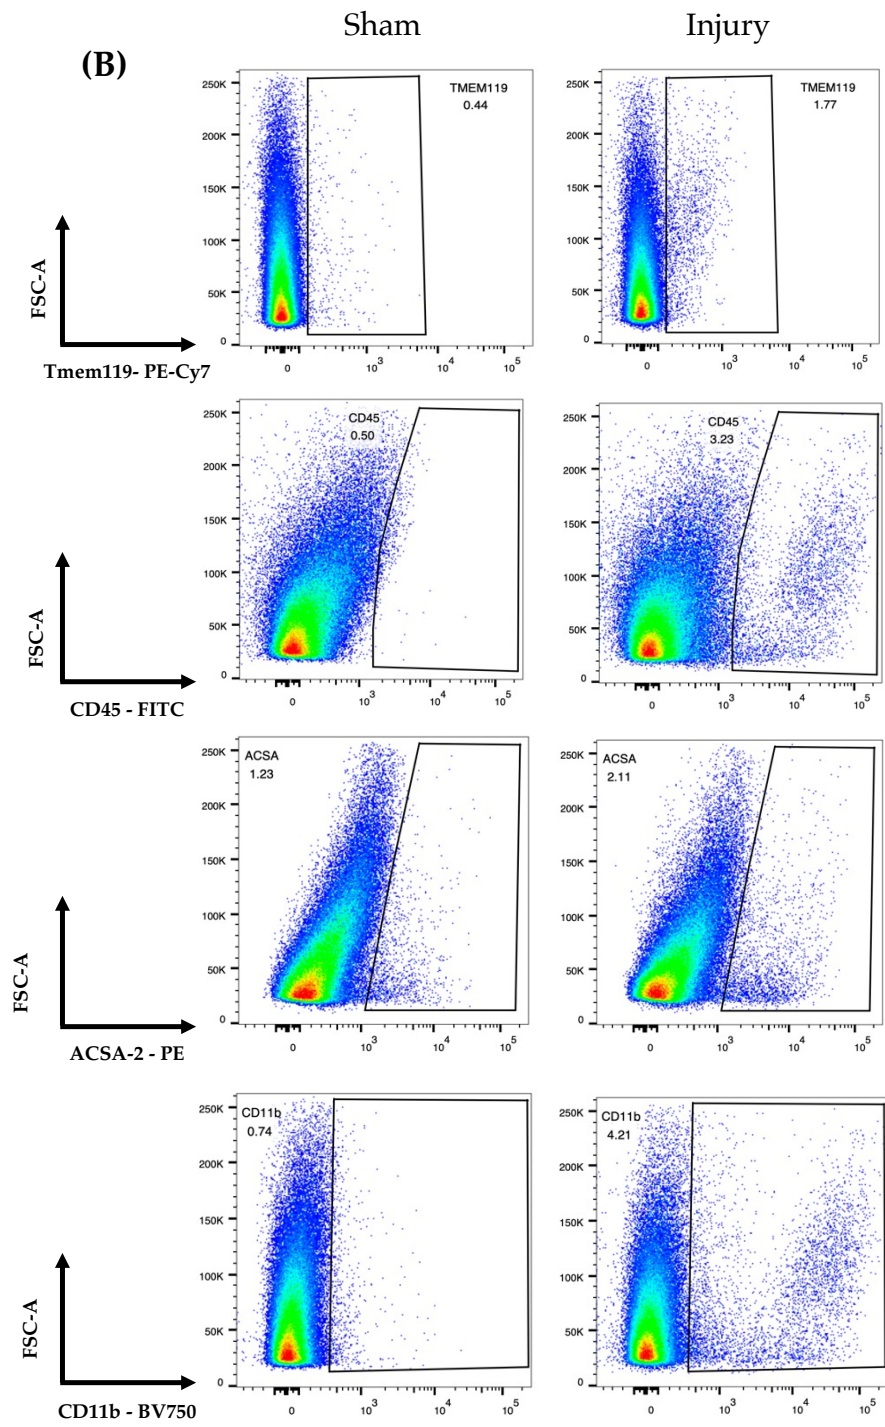 Sham Injury
(B)
250K
200K
150K
100K
50K
0
TMEM119
0.44
0 10³ 10⁴ 10⁵
250K
200K
150K
100K
50K
0
TMEM119
1.77
0 10³ 10⁴ 10⁵
FSC-A
Tmem119- PE-Cy7
250K
200K
150K
100K
50K
0
CD45
0.50
0 10³ 10⁴ 10⁵
250K
200K
150K
100K
50K
0
CD45
3.23
0 10³ 10⁴ 10⁵
FSC-A
CD45 - FITC
250K
200K
150K
100K
50K
0
ACSA
1.23
0 10³ 10⁴ 10⁵
250K
200K
150K
100K
50K
0
ACSA
2.11
0 10³ 10⁴ 10⁵
FSC-A
ACSA-2 - PE
250K
200K
150K
100K
50K
0
CD11b
0.74
0 10³ 10⁴ 10⁵
250K
200K
150K
100K
50K
0
CD11b
4.21
0 10³ 10⁴ 10⁵
FSC-A
CD11b - BV750